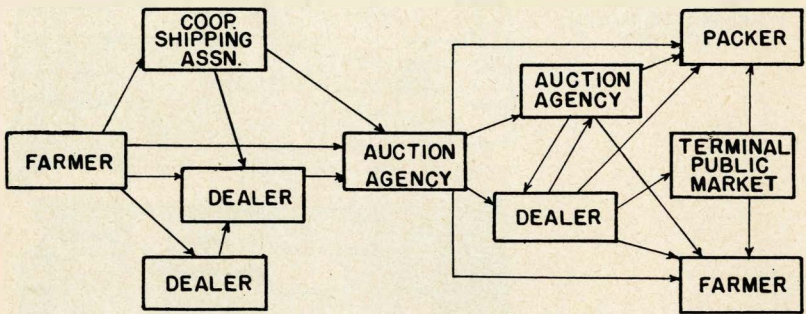 COOP.
SHIPPING
ASSN.
FARMER
DEALER
DEALER
AUCTION
AGENCY
AUCTION
AGENCY
DEALER
PACKER
TERMINAL
PUBLIC
MARKET
FARMER